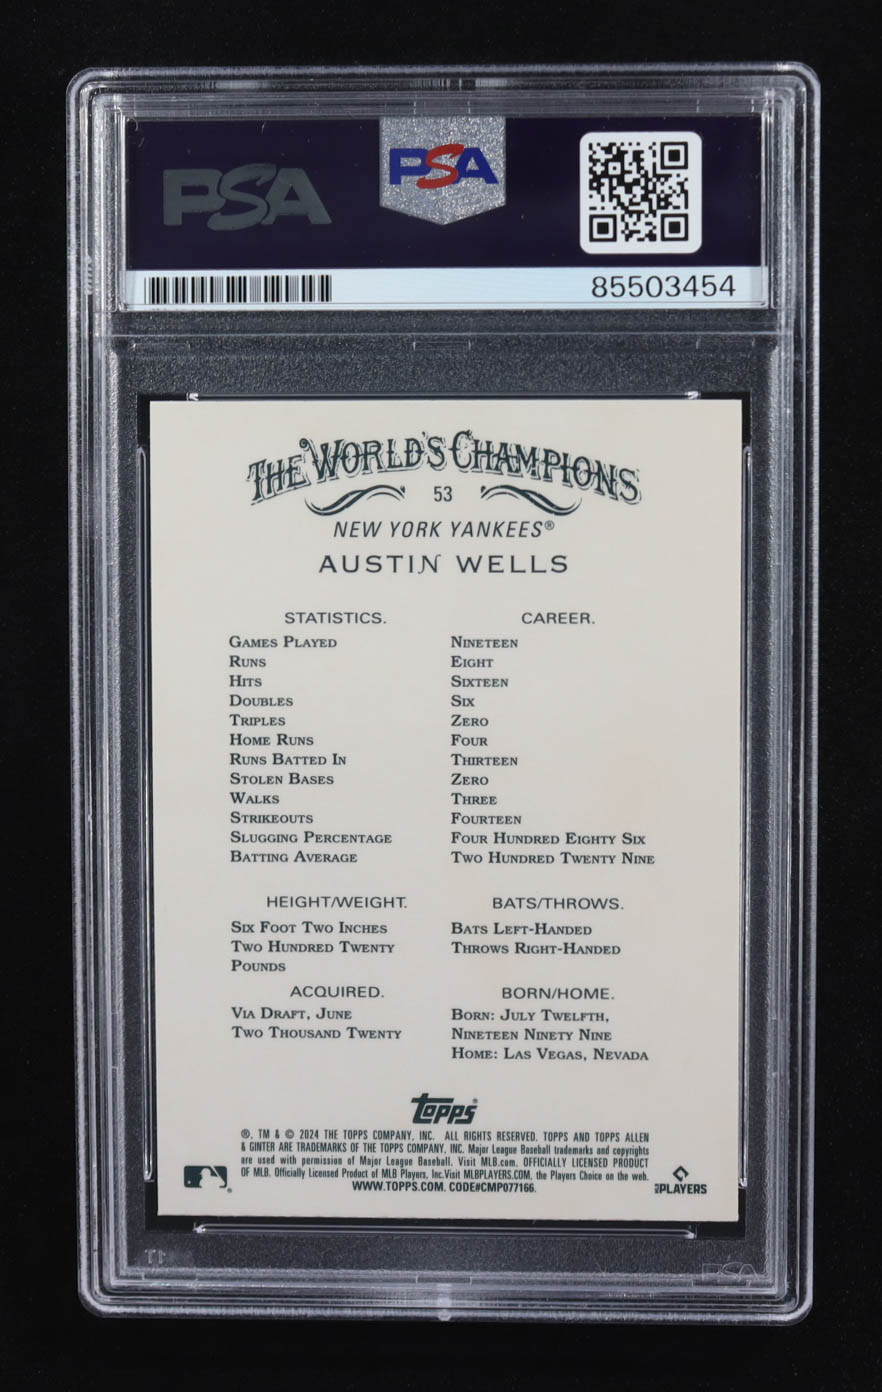 PSA
PSA
85503454
THE WORLD'S CHAMPIONS
53
NEW YORK YANKEES®
AUSTIN WELLS
STATISTICS. CAREER.
GAMES PLAYED NINETEEN
RUNS EIGHT
HITS SIXTEEN
DOUBLES SIX
TRIPLES ZERO
HOME RUNS FOUR
RUNS BATTED IN THIRTEEN
STOLEN BASES ZERO
WALKS THREE
STRIKEOUTS FOURTEEN
SLUGGING PERCENTAGE FOUR HUNDRED EIGHTY SIX
BATTING AVERAGE TWO HUNDRED TWENTY NINE
HEIGHT/WEIGHT.
SIX FOOT TWO INCHES
TWO HUNDRED TWENTY
POUNDS
BATS/THROWS.
BATS LEFT-HANDED
THROWS RIGHT-HANDED
ACQUIRED.
VIA DRAFT, JUNE
TWO THOUSAND TWENTY
BORN/HOME.
BORN: JULY TWELFTH,
NINETEEN NINETY NINE
HOME: LAS VEGAS, NEVADA
Topps®
®, TM & © 2024 THE TOPPS COMPANY, INC. ALL RIGHTS RESERVED. TOPPS AND TOPPS ALLEN
& GINTER ARE TRADEMARKS OF THE TOPPS COMPANY, INC. Major League Baseball trademarks and copyrights
are used with permission of Major League Baseball. Visit MLB.com. OFFICIALLY LICENSED PRODUCT
OF MLB. Officially Licensed Product of MLB Players, Inc.Visit MLBPLAYERS.COM, the Players Choice on the web.
WWW.TOPPS.COM. CODE#CMP077166.
MLB PLAYERS
PSA